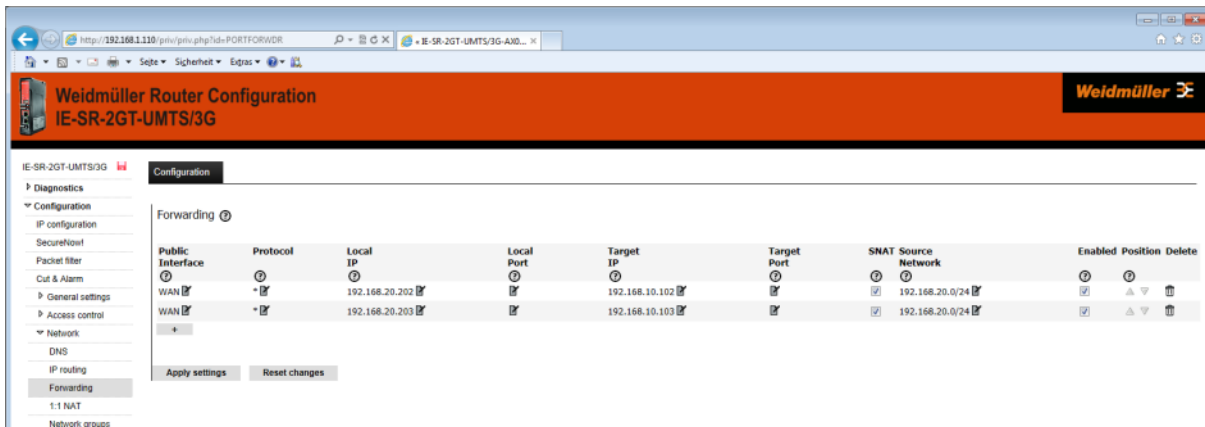 http://192.168.1.110/priv/priv.php?id=PORTFORWDR
IE-SR-2GT-UMTS/3G-AX0...
Seite Sicherheit Extras
Weidmüller Router Configuration
IE-SR-2GT-UMTS/3G
Weidmüller
IE-SR-2GT-UMTS/3G
Configuration
Diagnostics
Configuration
IP configuration
SecureNow!
Packet filter
Cut & Alarm
General settings
Access control
Network
DNS
IP routing
Forwarding
1:1 NAT
Network groups
Forwarding
Public Interface Protocol Local IP Local Port Target IP Target Port SNAT Source Network Enabled Position Delete
WAN * 192.168.20.202 192.168.10.102 192.168.20.0/24
WAN * 192.168.20.203 192.168.10.103 192.168.20.0/24
+
Apply settings Reset changes